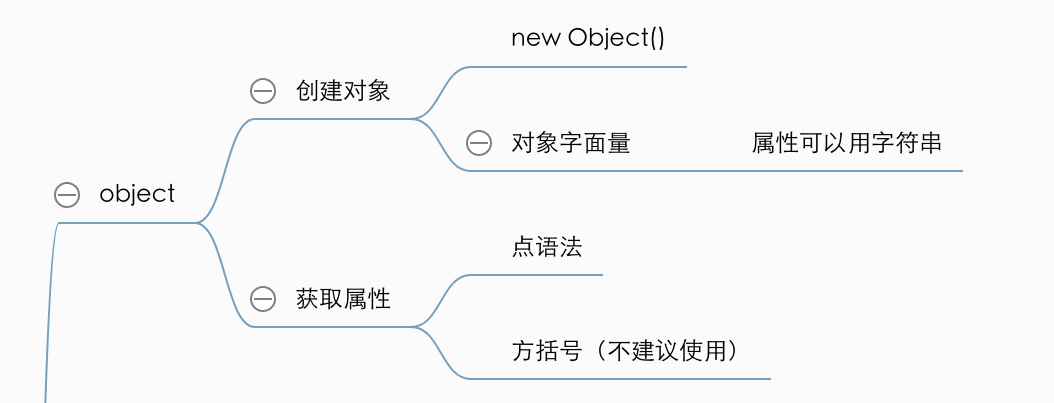 new Object()
创建对象
对象字面量
属性可以用字符串
object
点语法
获取属性
方括号（不建议使用）